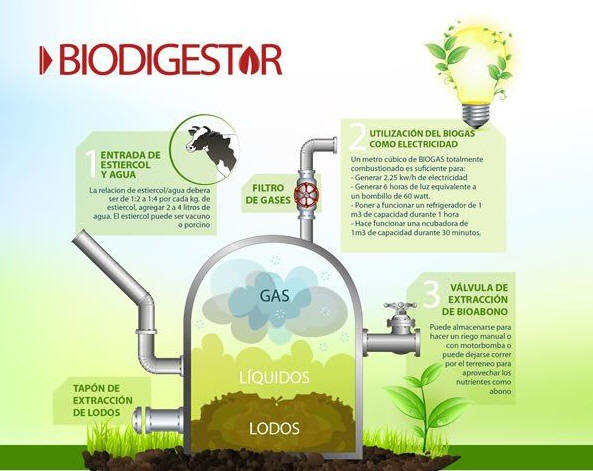 BIODIGESTOR
1
ENTRADA DE
ESTIERCOL
Y AGUA
La relacion de estiercol/agua debera
ser de 1:2 a 1:4 por cada kg. de
estiercol, agregar 2 a 4 litros de
agua. El estiercol puede ser vacuno
o porcino
FILTRO
DE GASES
2
UTILIZACIÓN DEL BIOGAS
COMO ELECTRICIDAD
Un metro cúbico de BIOGAS totalmente
combustionado es suficiente para:
- Generar 2.25 kw/h de electricidad
- Generar 6 horas de luz equivalente a
un bombillo de 60 watt.
- Poner a funcionar un refrigerador de 1
m3 de capacidad durante 1 hora
- Hace funcionar una ncubadora de
1m3 de capacidad durante 30 minutos.
GAS
LÍQUIDOS
LODOS
3
VÁLVULA DE
EXTRACCIÓN
DE BIOABONO
Puede almacenarse para
hacer un riego manual o
con motorbomba o
puede dejarse correr
por el terreneo para
aprovechar los
nutrientes como
abono
TAPÓN DE
EXTRACCIÓN
DE LODOS